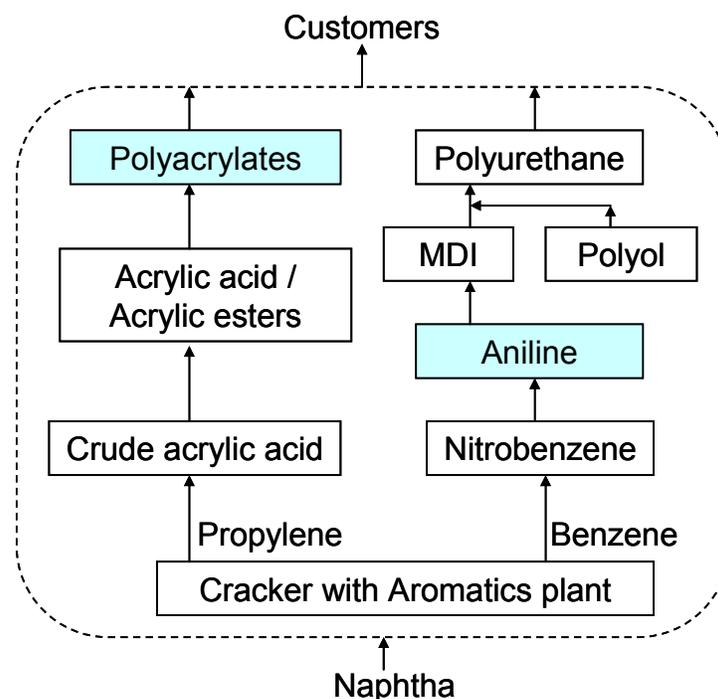 Customers
Polyacrylates
Polyurethane
MDI
Polyol
Acrylic acid /
Acrylic esters
Aniline
Crude acrylic acid
Nitrobenzene
Propylene
Benzene
Cracker with Aromatics plant
Naphtha